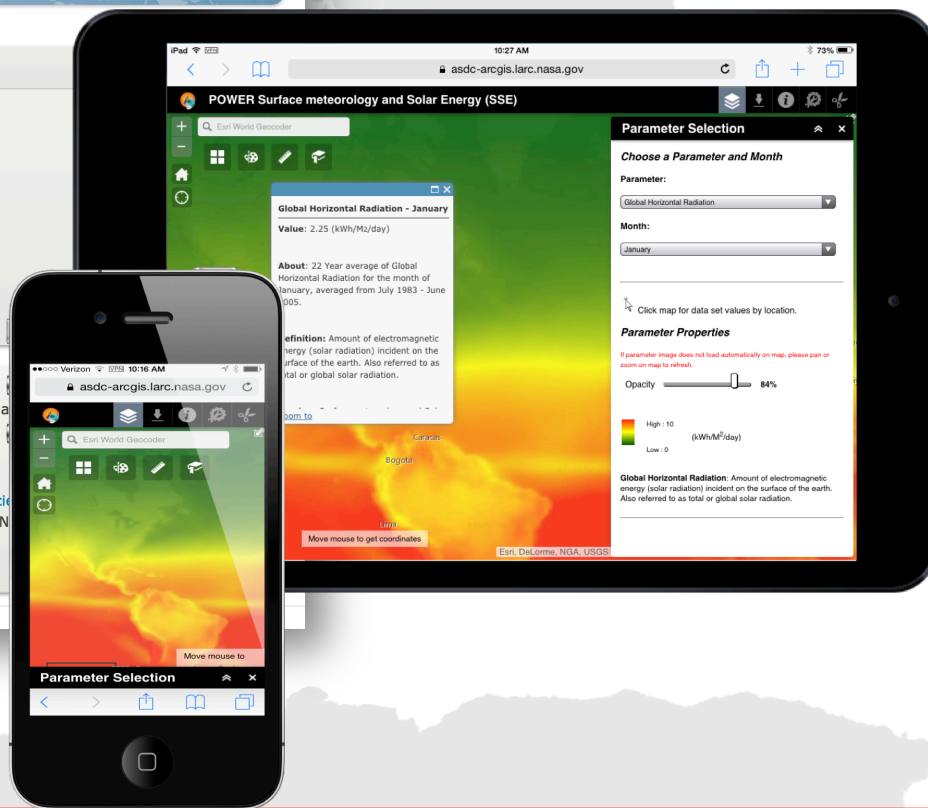 iPad VPN 10:27 AM 73%
asdc-arcgis.larc.nasa.gov
POWER Surface meteorology and Solar Energy (SSE)
Esri World Geocoder
Global Horizontal Radiation - January
Value: 2.25 (kWh/M2/day)
About: 22 Year average of Global
Horizontal Radiation for the month of
January, averaged from July 1983 - June
2005.
Definition: Amount of electromagnetic
energy (solar radiation) incident on the
surface of the earth. Also referred to as
total or global solar radiation.
Zoom to
Caracas
Bogota
Lima
Move mouse to get coordinates
Esri, DeLorme, NGA, USGS
Parameter Selection
Choose a Parameter and Month
Parameter:
Global Horizontal Radiation
Month:
January
Click map for data set values by location.
Parameter Properties
If parameter image does not load automatically on map, please pan or
zoom on map to refresh.
Opacity 84%
High : 10
(kWh/M²/day)
Low : 0
Global Horizontal Radiation: Amount of electromagnetic
energy (solar radiation) incident on the surface of the earth.
Also referred to as total or global solar radiation.
Verizon VPN 10:16 AM
asdc-arcgis.larc.nasa.gov
Esri World Geocoder
Move mouse to
Parameter Selection